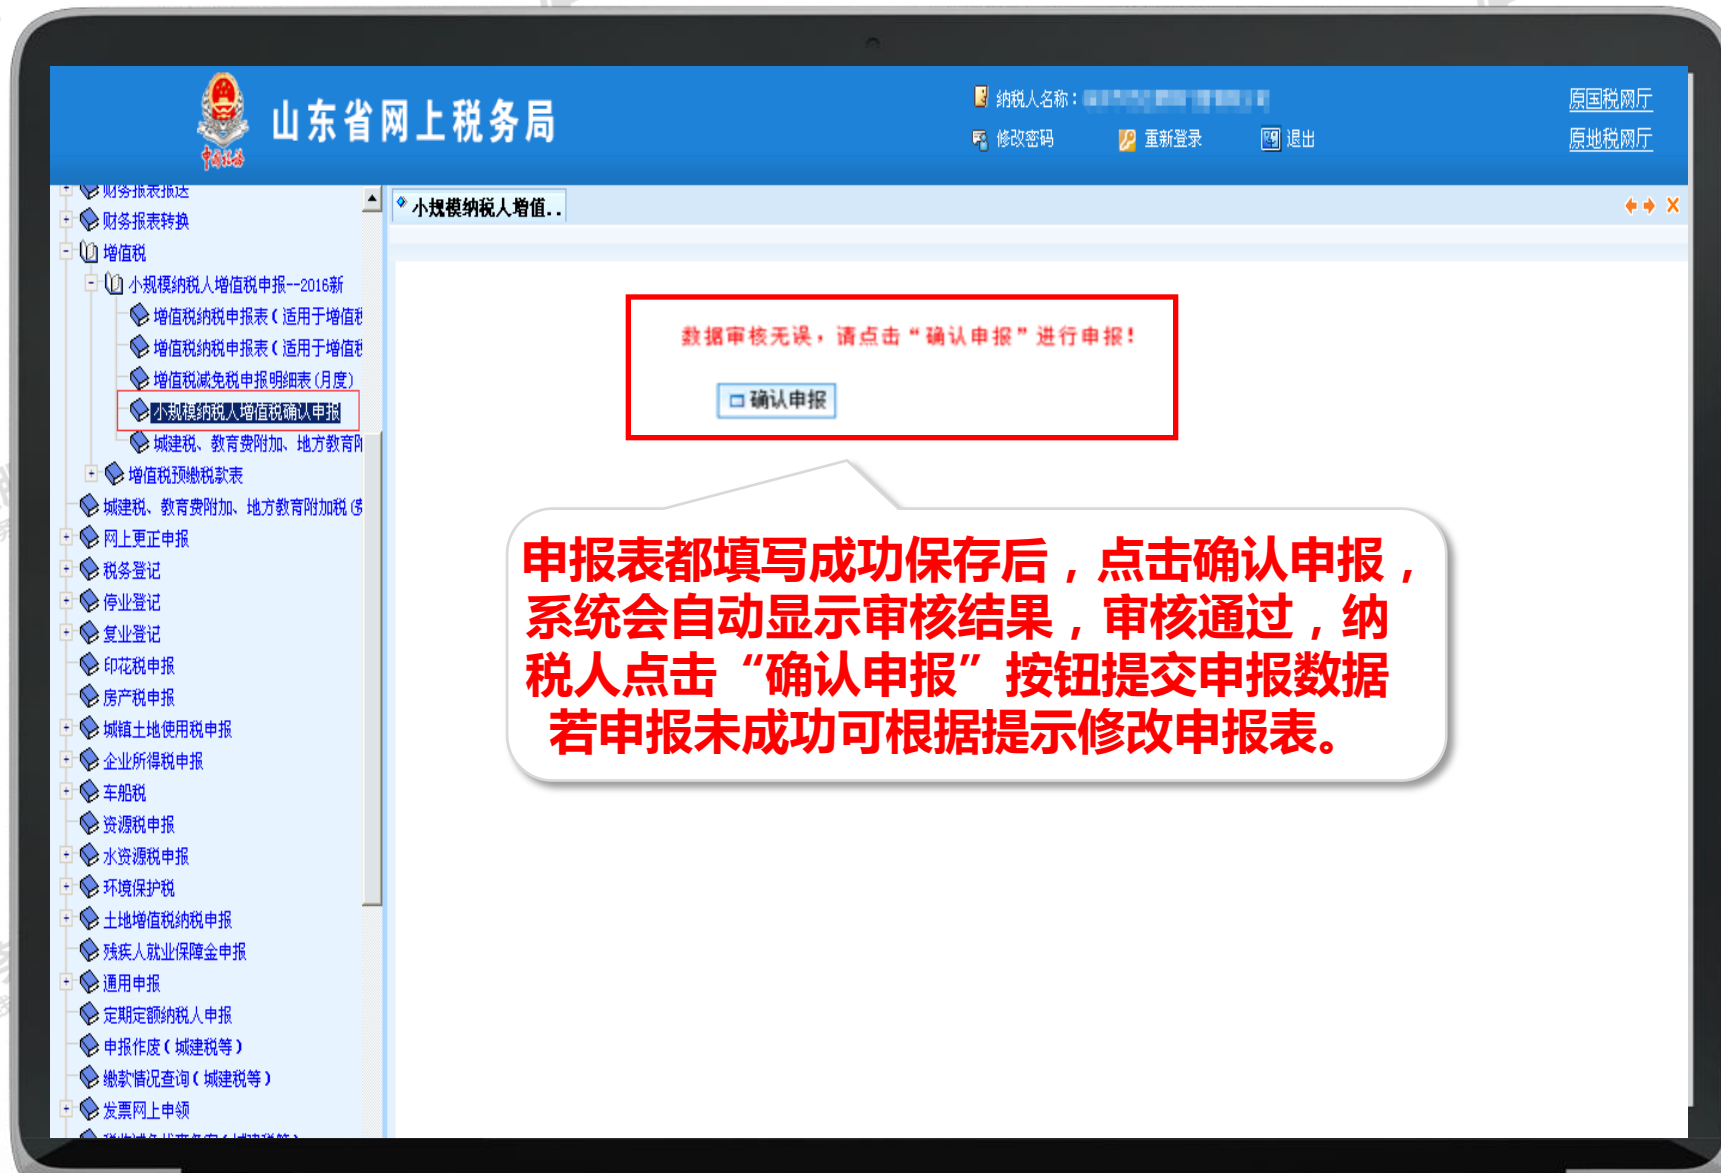 山东省网上税务局
中国税务
纳税人名称：
修改密码
重新登录
退出
原国税网厅
原地税网厅
财务报表报送
财务报表转换
增值税
小规模纳税人增值税申报--2016新
增值税纳税申报表(适用于增值税
增值税纳税申报表(适用于增值税
增值税减免税申报明细表(月度)
小规模纳税人增值税确认申报
城建税、教育费附加、地方教育附
增值税预缴税款表
城建税、教育费附加、地方教育附加税(费
网上更正申报
税务登记
停业登记
复业登记
印花税申报
房产税申报
城镇土地使用税申报
企业所得税申报
车船税
资源税申报
水资源税申报
环境保护税
土地增值税纳税申报
残疾人就业保障金申报
通用申报
定期定额纳税人申报
申报作废(城建税等)
缴款情况查询(城建税等)
发票网上申领
小规模纳税人增值..
数据审核无误，请点击“确认申报”进行申报！
确认申报
申报表都填写成功保存后，点击确认申报，
系统会自动显示审核结果，审核通过，纳
税人点击“确认申报”按钮提交申报数据
若申报未成功可根据提示修改申报表。